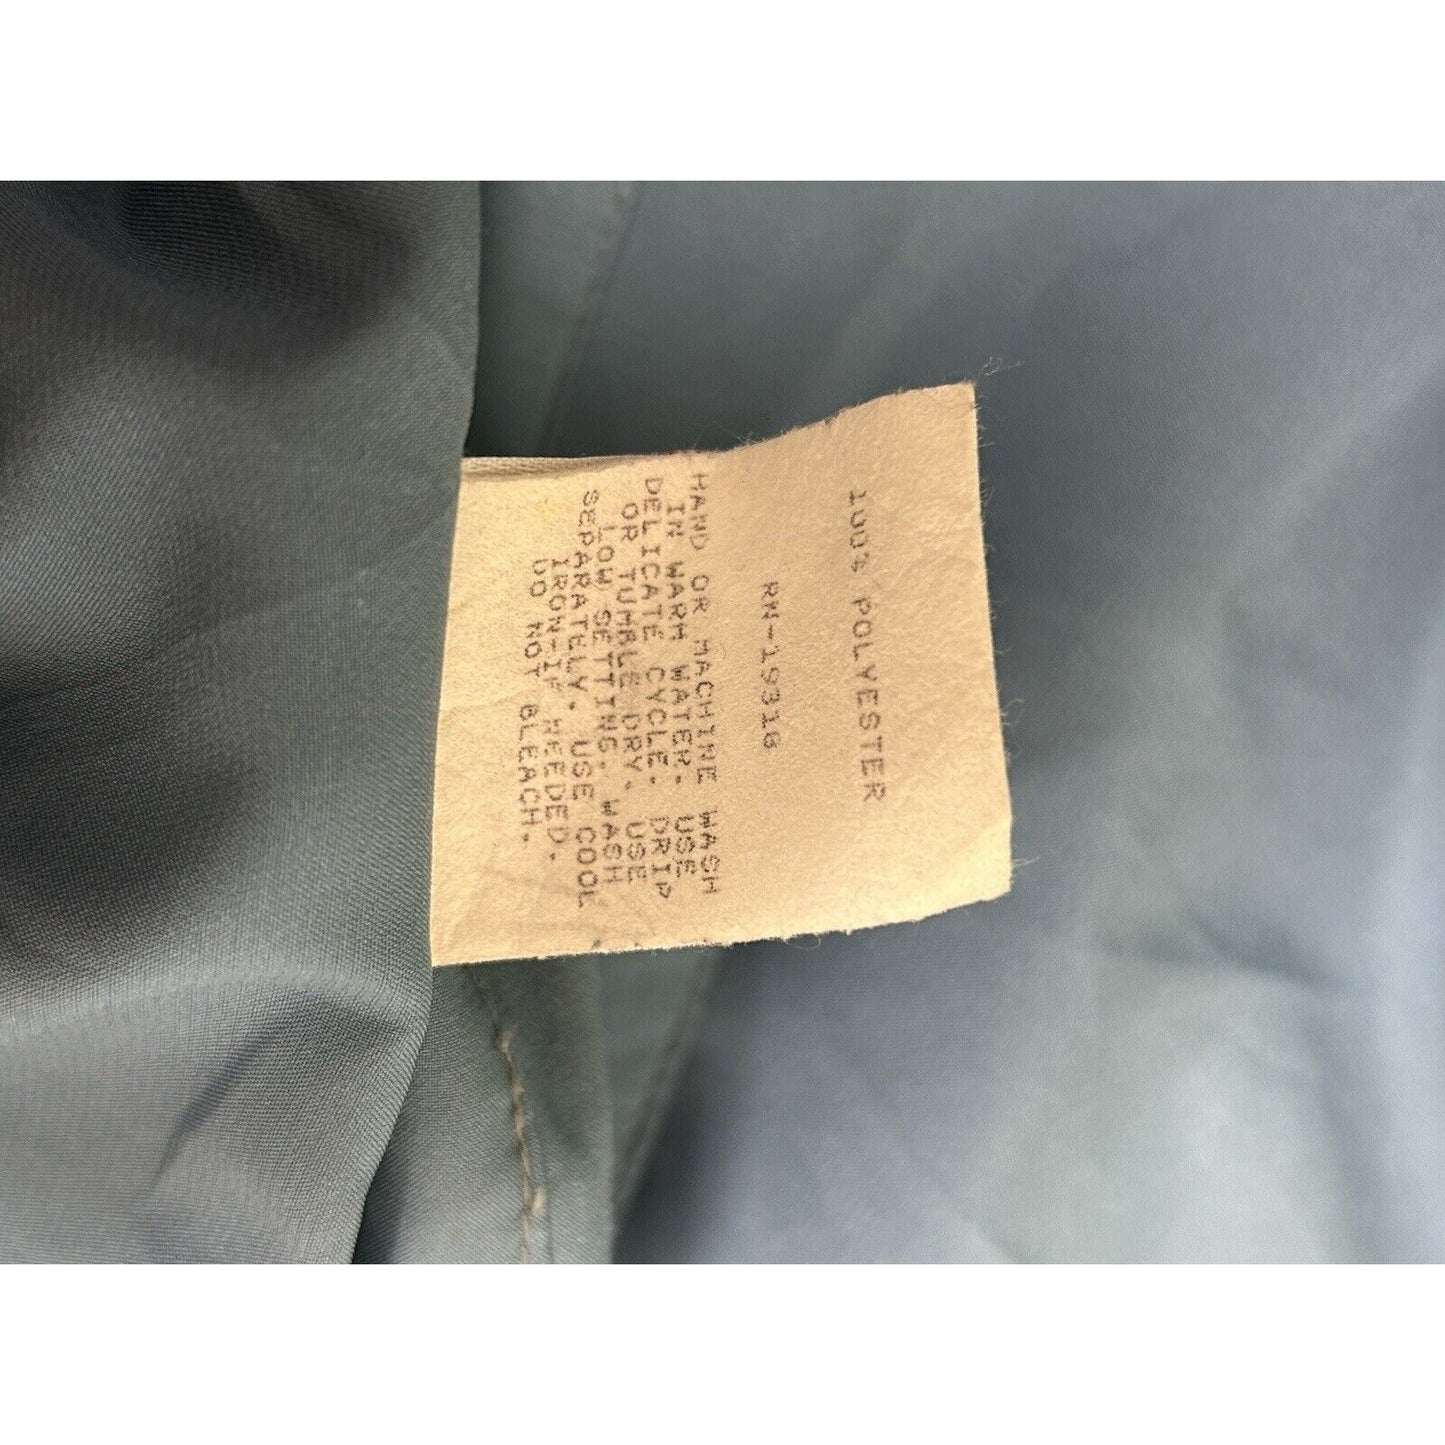 100% POLYESTER
RN-19318
HAND OR MACHINE WASH
IN WARM WATER. USE
DELICATE CYCLE. DRIP
OR TUMBLE DRY. USE
LOW SETTING. WASH
SEPARATELY. USE COOL
IRON-IF NEEDED.
DO NOT BLEACH.